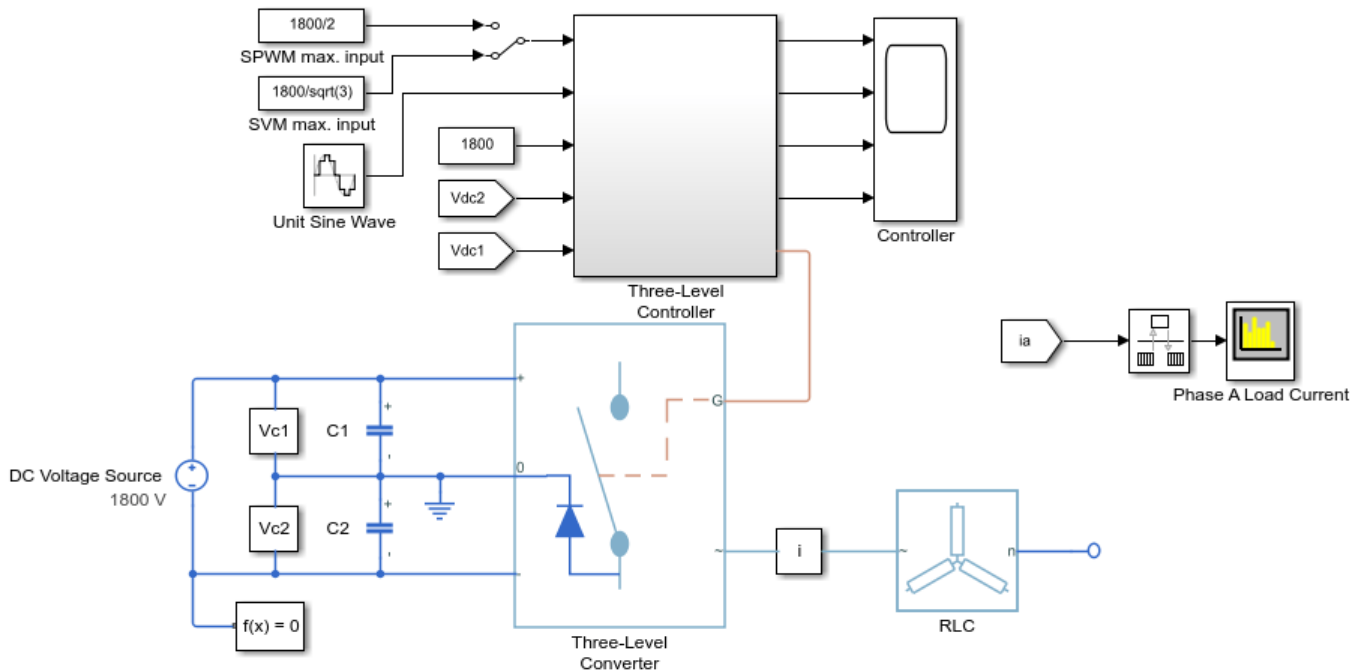 1800/2
SPWM max. input
1800/sqrt(3)
SVM max. input
Unit Sine Wave
1800
Vdc2
Vdc1
Three-Level
Controller
Controller
ia
Phase A Load Current
DC Voltage Source
1800 V
Vc1
C1
+
-
Vc2
C2
+
-
f(x) = 0
+
0
-
G
~
Three-Level
Converter
i
~
n
RLC